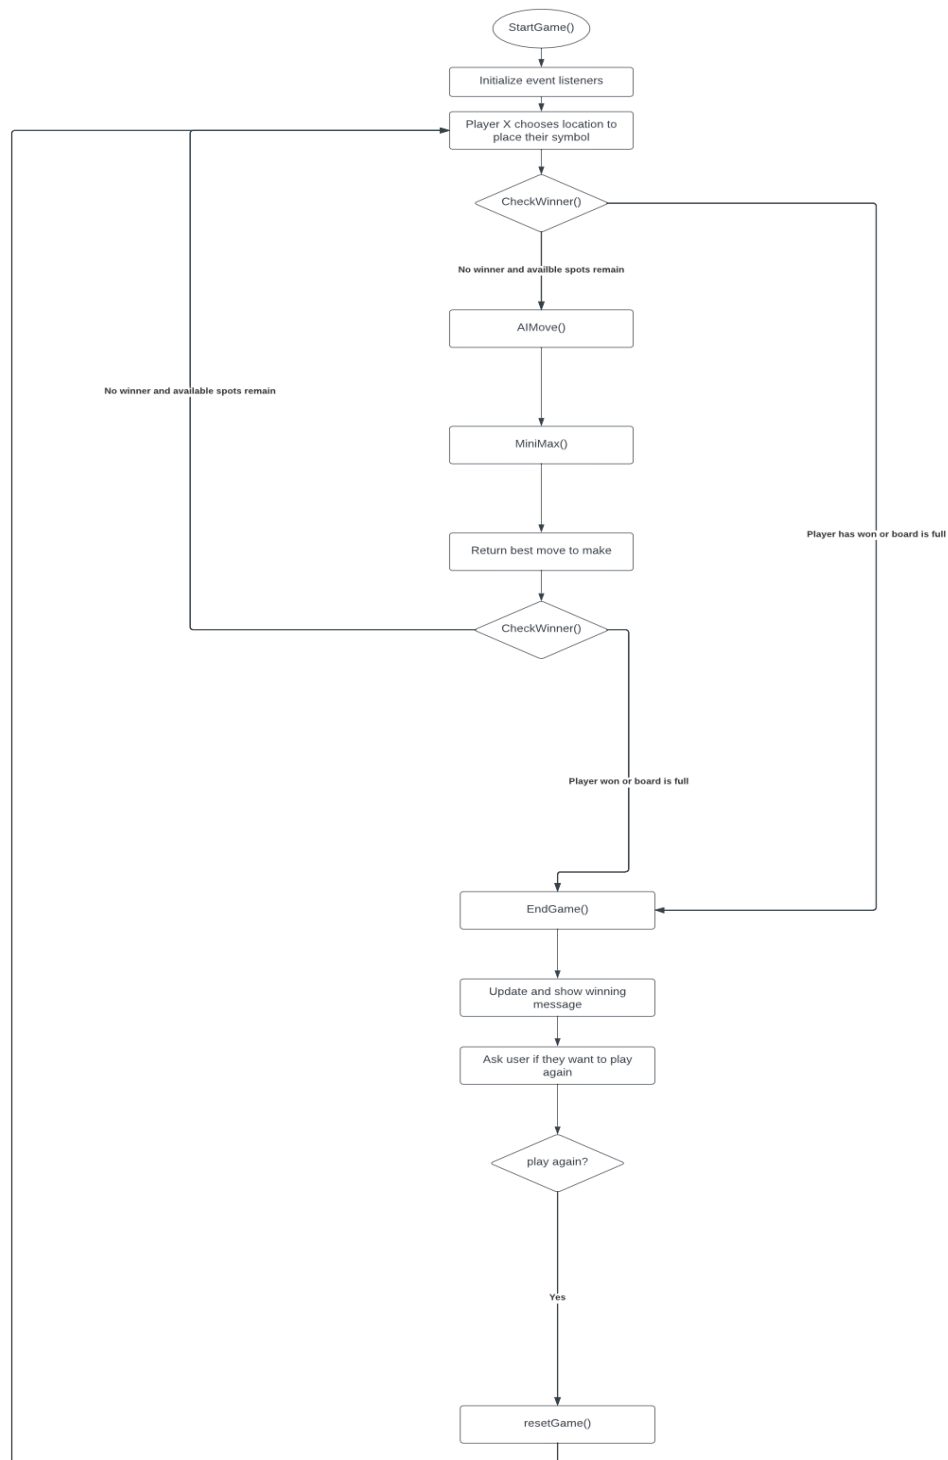 StartGame()
Initialize event listeners
Player X chooses location to
place their symbol
CheckWinner()
No winner and availble spots remain
AIMove()
No winner and available spots remain
MiniMax()
Player has won or board is full
Return best move to make
CheckWinner()
Player won or board is full
EndGame()
Update and show winning
message
Ask user if they want to play
again
play again?
Yes
resetGame()